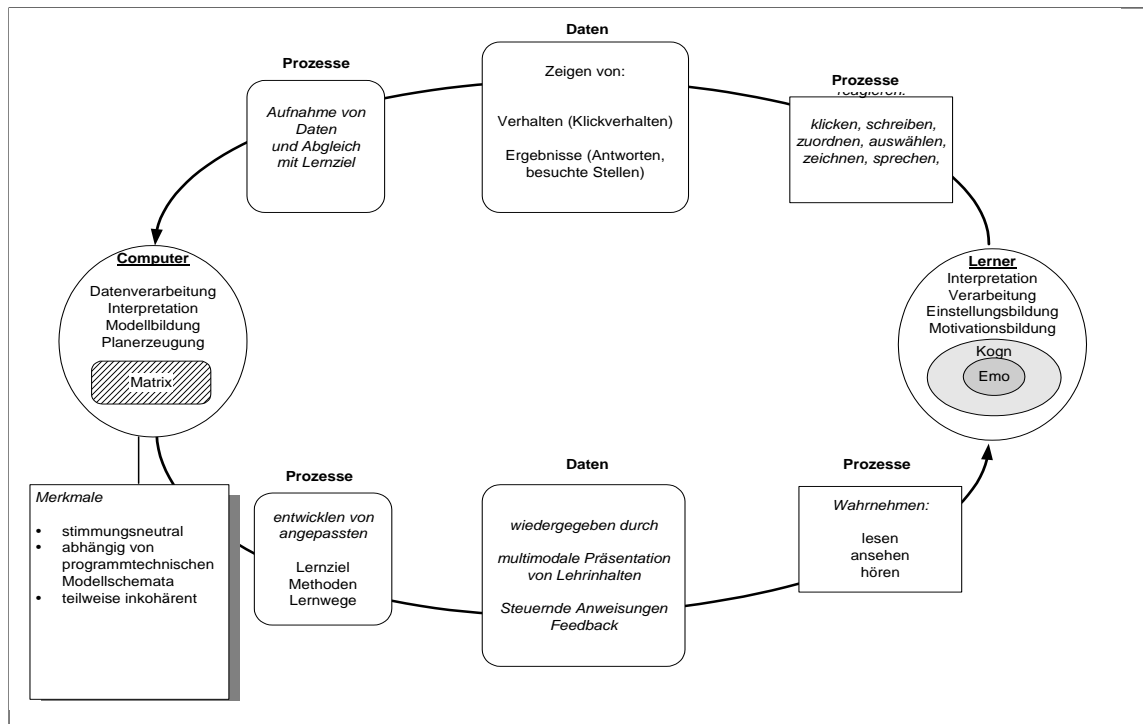 Daten
Prozesse
Zeigen von:
Verhalten (Klickverhalten)
Ergebnisse (Antworten,
besuchte Stellen)
Aufnahme von
Daten
und Abgleich
mit Lernziel
Prozesse
reagieren:
klicken, schreiben,
zuordnen, auswählen,
zeichnen, sprechen,
Computer
Datenverarbeitung
Interpretation
Modellbildung
Planerzeugung
Matrix
Lerner
Interpretation
Verarbeitung
Einstellungsbildung
Motivationsbildung
Kogn
Emo
Merkmale
• stimmungsneutral
• abhängig von
programmtechnischen
Modellschemata
• teilweise inkohärent
Prozesse
entwicklen von
angepassten
Lernziel
Methoden
Lernwege
Daten
wiedergegeben durch
multimodale Präsentation
von Lehrinhalten
Steuernde Anweisungen
Feedback
Prozesse
Wahrnehmen:
lesen
ansehen
hören